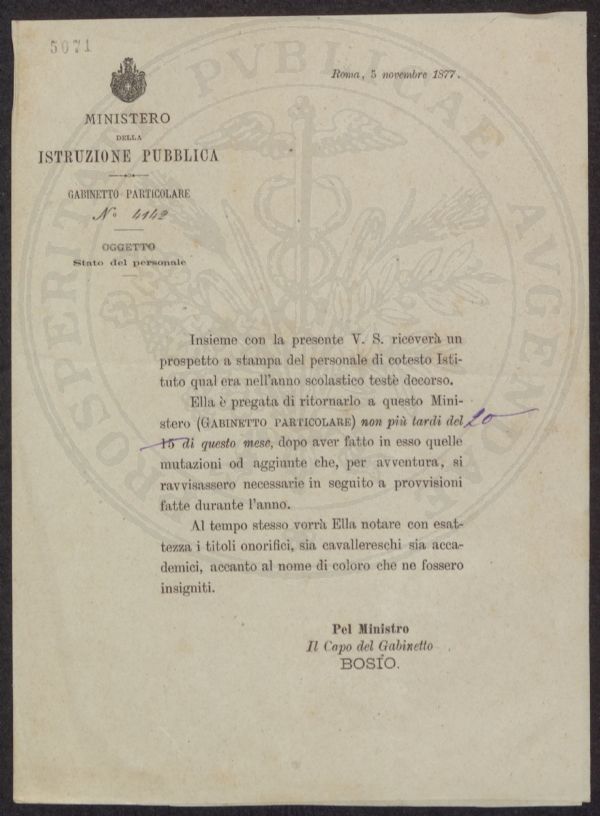 5071
Roma, 5 novembre 1877.
MINISTERO
DELLA
ISTRUZIONE PUBBLICA
GABINETTO PARTICOLARE
N° 4142
OGGETTO
Stato del personale
Insieme con la presente V. S. riceverà un
prospetto a stampa del personale di cotesto Isti-
tuto qual era nell'anno scolastico testè decorso.
Ella è pregata di ritornarlo a questo Mini-
stero (GABINETTO PARTICOLARE) non più tardi del 20
15 di questo mese, dopo aver fatto in esso quelle
mutazioni od aggiunte che, per avventura, si
ravvisassero necessarie in seguito a provvisioni
fatte durante l'anno.
Al tempo stesso vorrà Ella notare con esat-
tezza i titoli onorifici, sia cavallereschi sia acca-
demici, accanto al nome di coloro che ne fossero
insigniti.
Pel Ministro
Il Capo del Gabinetto
BOSIO.
PROSPERITATI PVBLICAE AVGENDAE